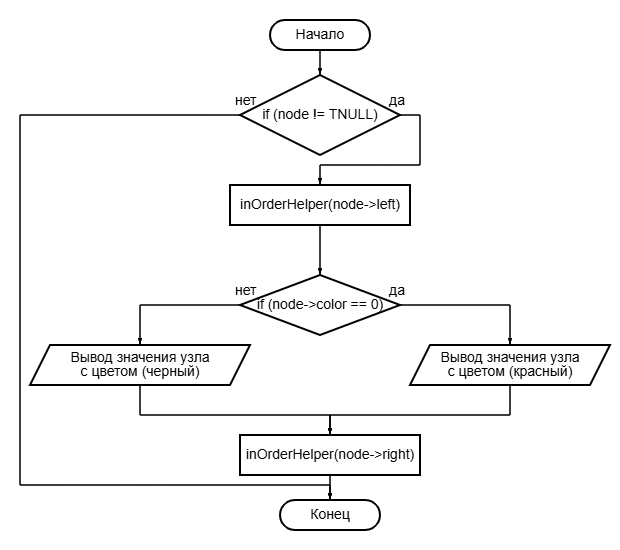 Начало
нет
да
if (node != TNULL)
inOrderHelper(node->left)
нет
да
if (node->color == 0)
Вывод значения узла
с цветом (черный)
Вывод значения узла
с цветом (красный)
inOrderHelper(node->right)
Конец